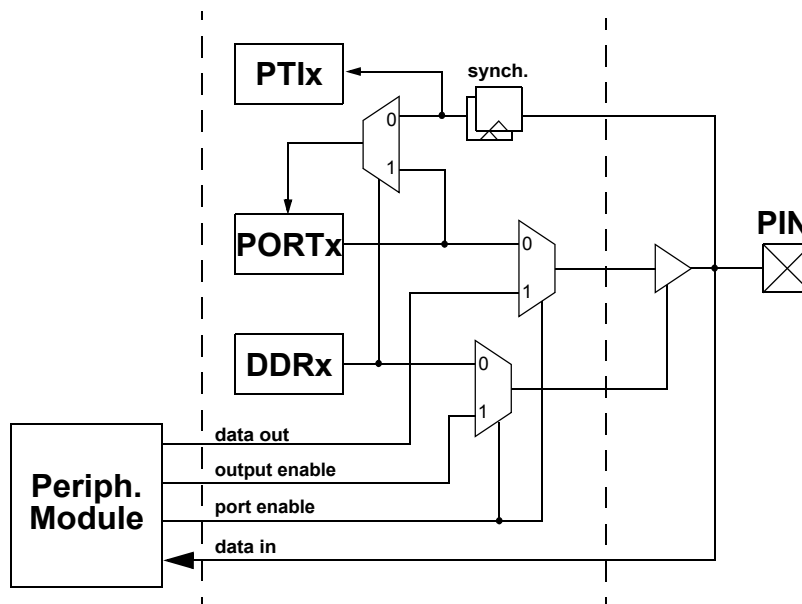 PTIx
synch.
0
1
PORTx
0
PIN
1
DDRx
0
1
data out
output enable
Periph.
Module
port enable
data in